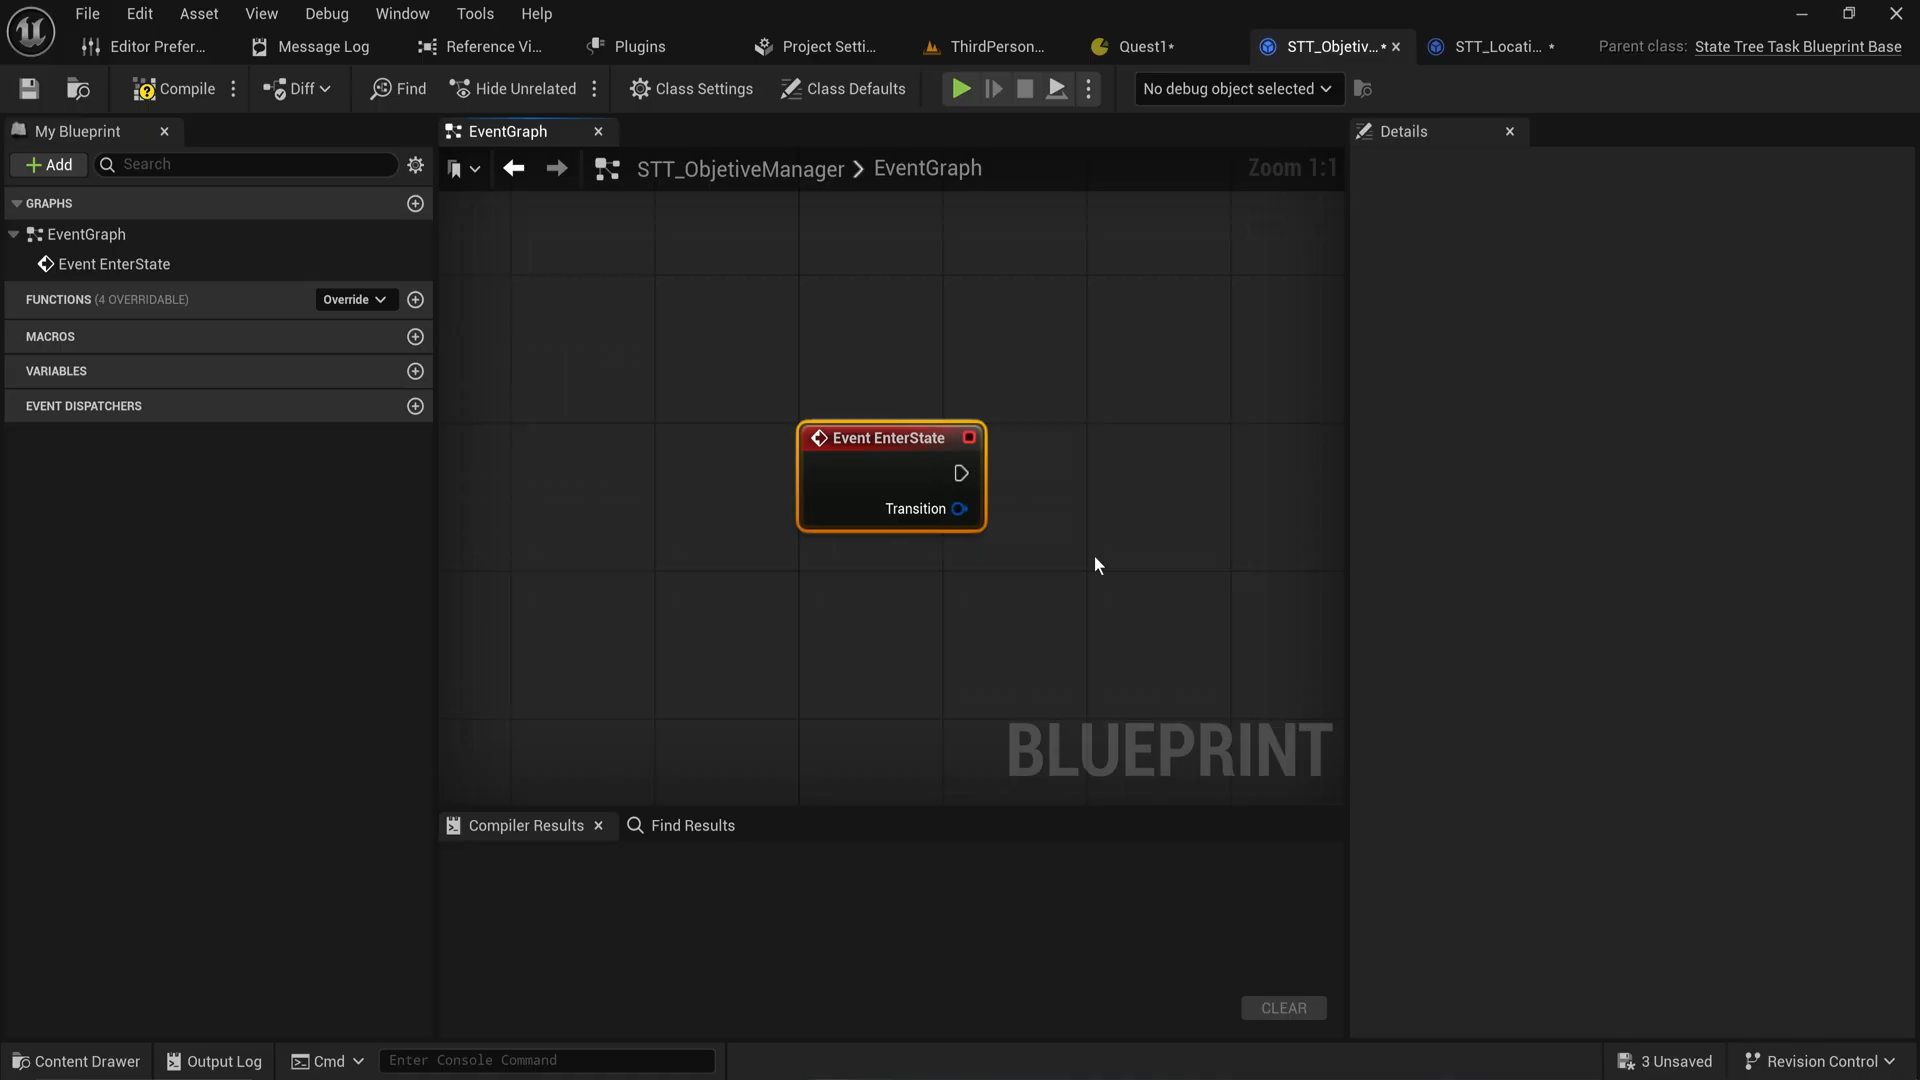 File Edit Asset View Debug Window Tools Help
Editor Prefer... Message Log Reference Vi... Plugins Project Setti... ThirdPerson... Quest1* STT_Objetiv... * STT_Locati... * Parent class: State Tree Task Blueprint Base
Compile Diff Find Hide Unrelated Class Settings Class Defaults No debug object selected
My Blueprint EventGraph Details
Add Search STT_ObjetiveManager EventGraph Zoom 1:1
GRAPHS
EventGraph
Event EnterState
FUNCTIONS (4 OVERRIDABLE) Override
MACROS
VARIABLES
EVENT DISPATCHERS
Event EnterState
Transition
BLUEPRINT
Compiler Results Find Results
CLEAR
Content Drawer Output Log Cmd Enter Console Command 3 Unsaved Revision Control